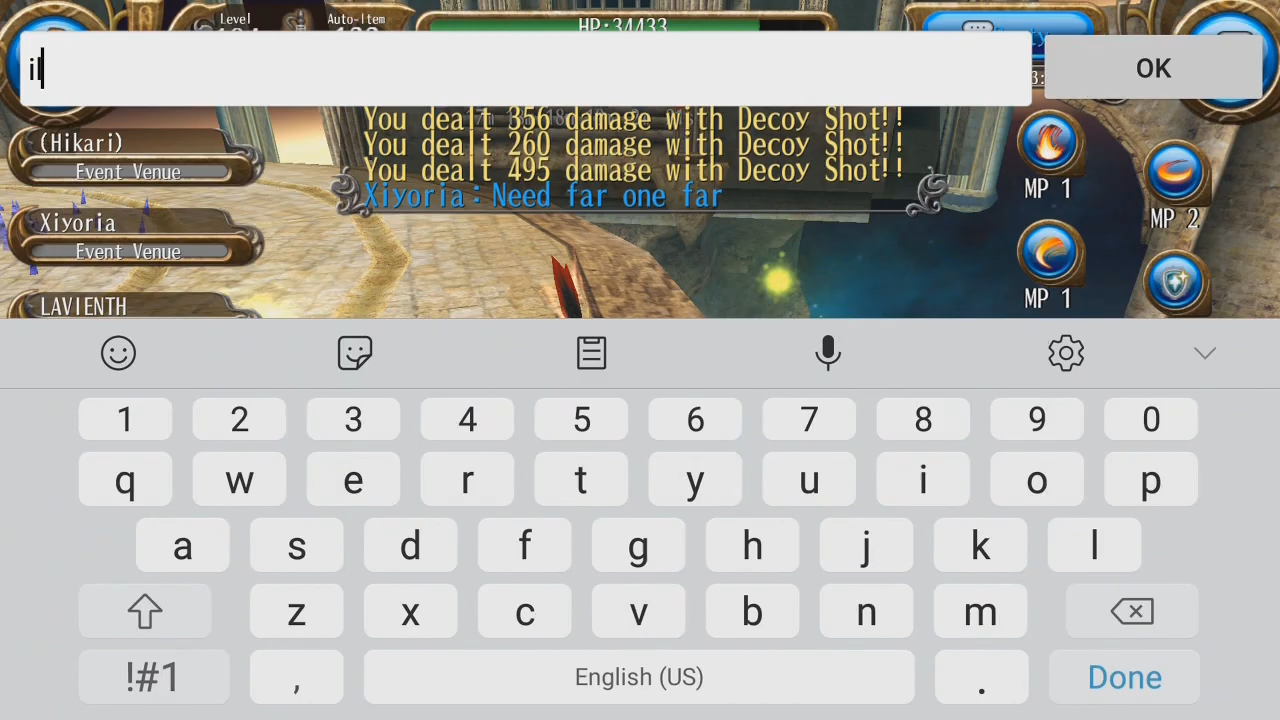 Level
Auto-Item
HP:34433
il
OK
(Hikari)
Event Venue
Xiyoria
Event Venue
LAVIENTH
You dealt 356 damage with Decoy Shot!!
You dealt 260 damage with Decoy Shot!!
You dealt 495 damage with Decoy Shot!!
Xiyoria:Need far one far
MP 1
MP 2
MP 1
1 2 3 4 5 6 7 8 9 0
q w e r t y u i o p
a s d f g h j k l
z x c v b n m
!#1 , English (US) . Done